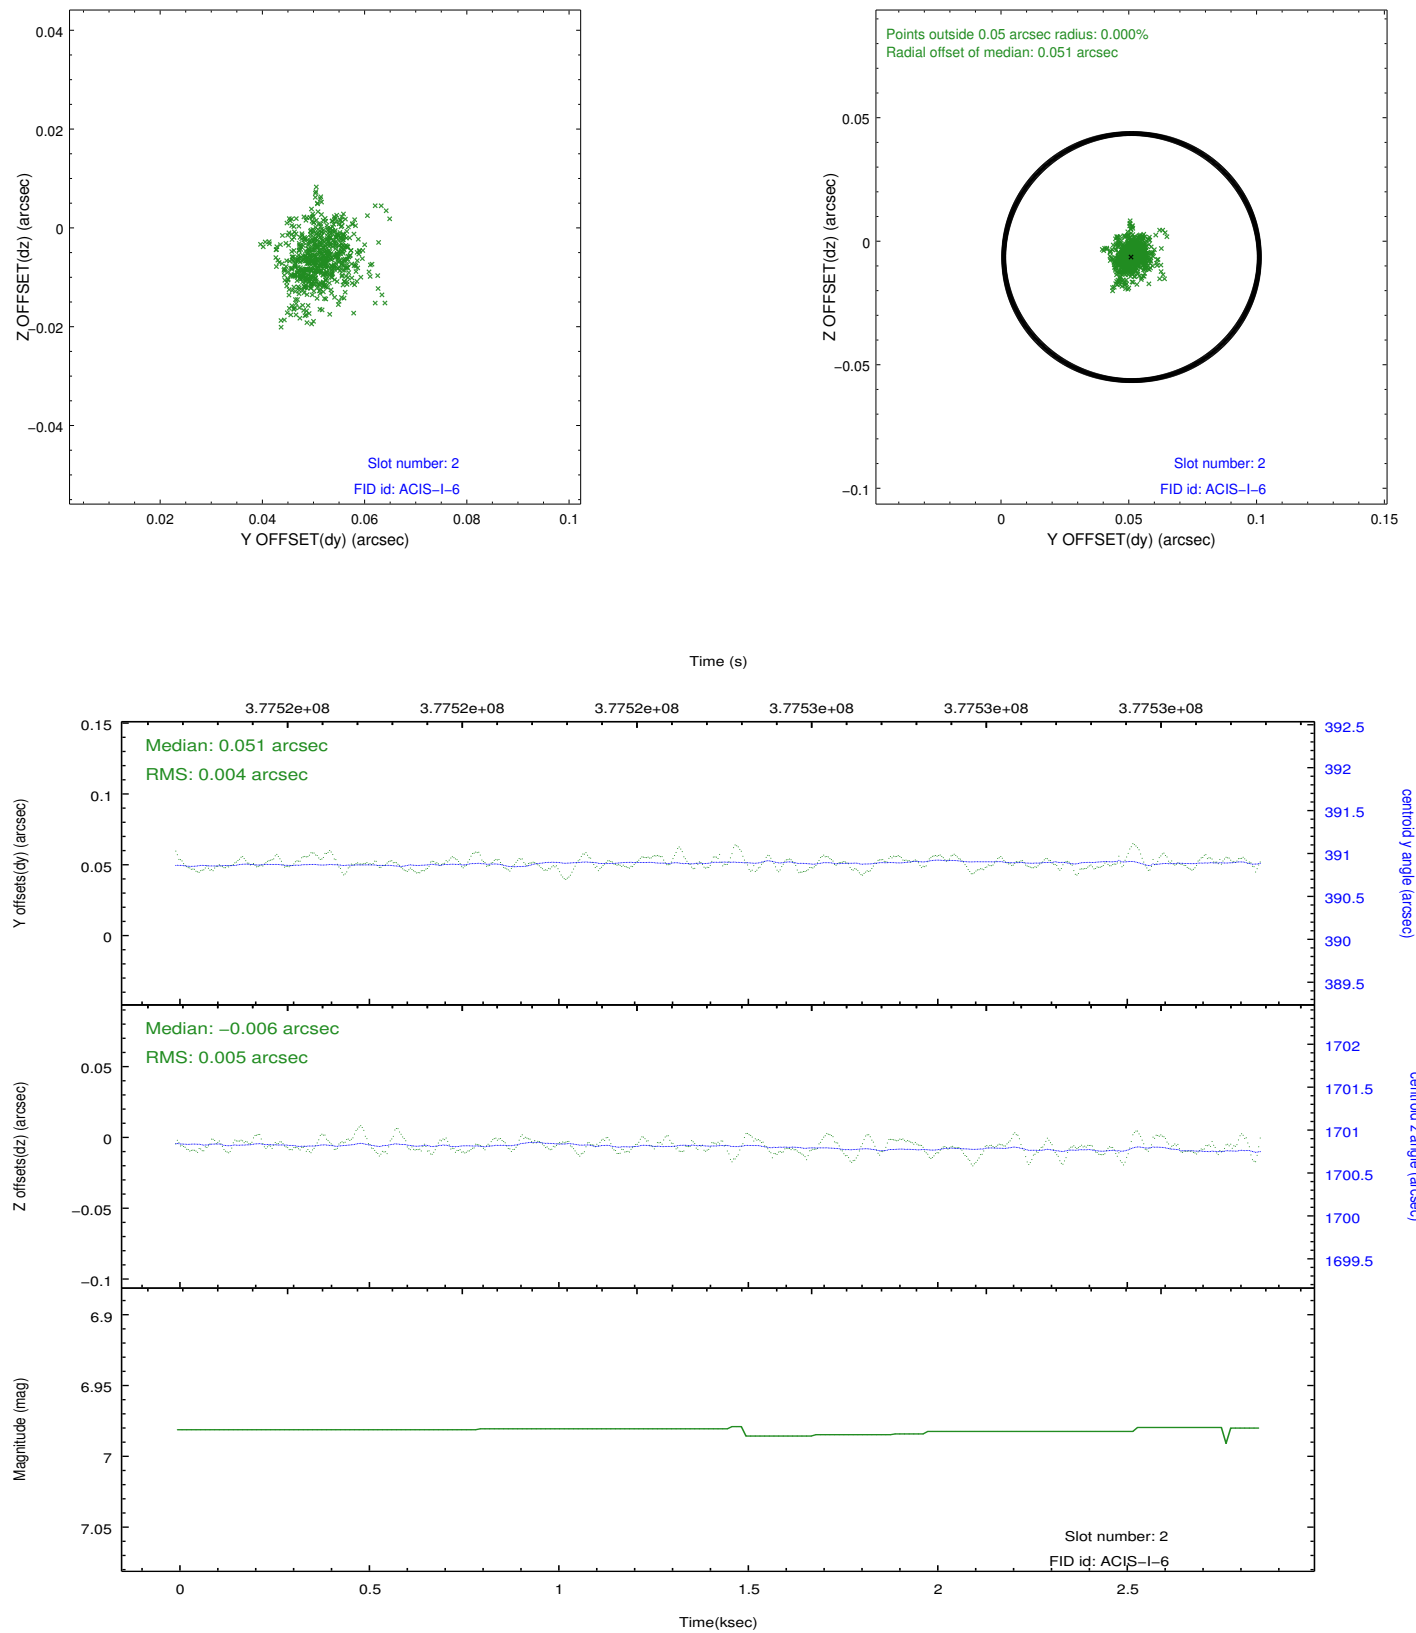 0.04
0.02
0
−0.02
−0.04
Z OFFSET(dz) (arcsec)
Slot number: 2
FID id: ACIS−I−6
0.02 0.04 0.06 0.08 0.1
Y OFFSET(dy) (arcsec)
Points outside 0.05 arcsec radius: 0.000%
Radial offset of median: 0.051 arcsec
0.05
0
−0.05
−0.1
Z OFFSET(dz) (arcsec)
Slot number: 2
FID id: ACIS−I−6
0 0.05 0.1 0.15
Y OFFSET(dy) (arcsec)
Time (s)
3.7752e+08 3.7752e+08 3.7752e+08 3.7753e+08 3.7753e+08 3.7753e+08
Median: 0.051 arcsec
RMS: 0.004 arcsec
0.15
0.1
0.05
0
Y offsets(dy) (arcsec)
392.5
392
391.5
391
390.5
390
389.5
centroid y angle (arcsec)
Median: −0.006 arcsec
RMS: 0.005 arcsec
0.05
0
−0.05
−0.1
Z offsets(dz) (arcsec)
1702
1701.5
1701
1700.5
1700
1699.5
centroid z angle (arcsec)
6.9
6.95
7
7.05
Magnitude (mag)
Slot number: 2
FID id: ACIS−I−6
0 0.5 1 1.5 2 2.5
Time(ksec)